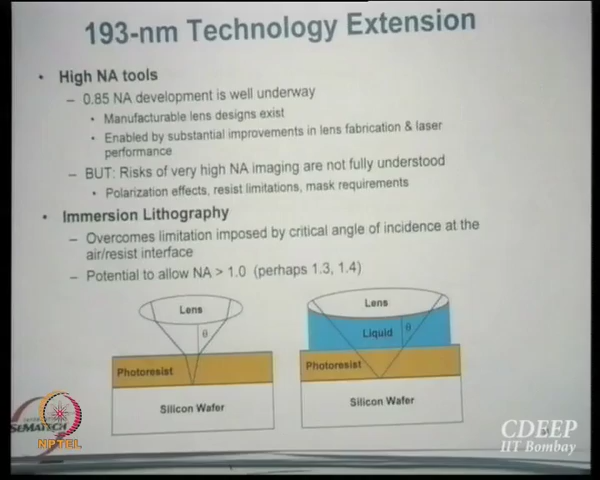 193-nm Technology Extension
• High NA tools
– 0.85 NA development is well underway
• Manufacturable lens designs exist
• Enabled by substantial improvements in lens fabrication & laser
performance
– BUT: Risks of very high NA imaging are not fully understood
• Polarization effects, resist limitations, mask requirements
• Immersion Lithography
– Overcomes limitation imposed by critical angle of incidence at the
air/resist interface
– Potential to allow NA > 1.0 (perhaps 1.3, 1.4)
Lens
θ
Photoresist
Silicon Wafer
Lens
Liquid
θ
Photoresist
Silicon Wafer
SEMATECH
NPTEL
CDEEP
IIT Bombay